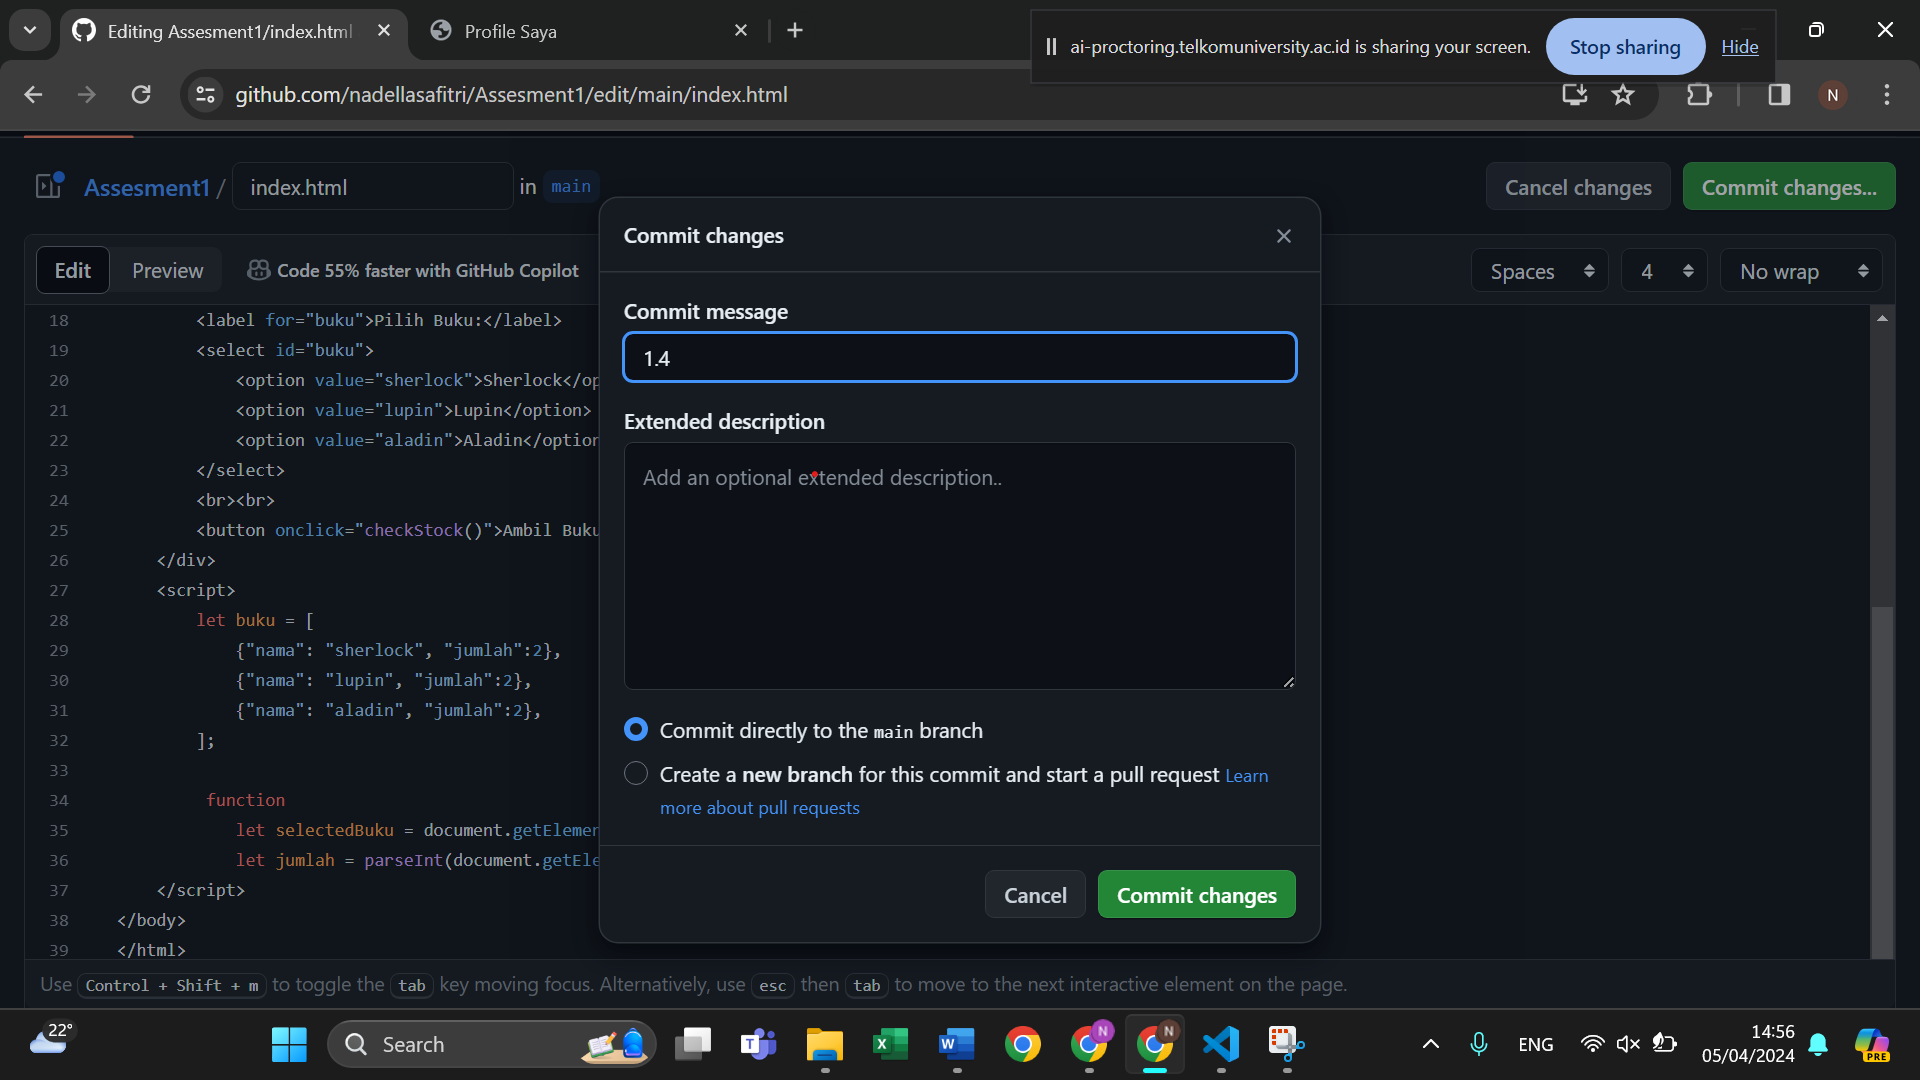 Editing Assesment1/index.html
Profile Saya
ai-proctoring.telkomuniversity.ac.id is sharing your screen.
Stop sharing
Hide
github.com/nadellasafitri/Assesment1/edit/main/index.html
N
Assesment1 / index.html in main
Cancel changes
Commit changes...
Edit
Preview
Code 55% faster with GitHub Copilot
Spaces
4
No wrap
18 <label for="buku">Pilih Buku:</label>
19 <select id="buku">
20 <option value="sherlock">Sherlock</op
21 <option value="lupin">Lupin</option>
22 <option value="aladin">Aladin</option
23 </select>
24 <br><br>
25 <button onclick="checkStock()">Ambil Buku
26 </div>
27 <script>
28 let buku = [
29 {"nama": "sherlock", "jumlah":2},
30 {"nama": "lupin", "jumlah":2},
31 {"nama": "aladin", "jumlah":2},
32 ];
33
34 function
35 let selectedBuku = document.getElemen
36 let jumlah = parseInt(document.getEle
37 </script>
38 </body>
39 </html>
Commit changes
Commit message
1.4
Extended description
Add an optional extended description..
Commit directly to the main branch
Create a new branch for this commit and start a pull request Learn
more about pull requests
Cancel
Commit changes
Use Control + Shift + m to toggle the tab key moving focus. Alternatively, use esc then tab to move to the next interactive element on the page.
22°
Search
T
X
W
N
N
ENG
14:56
05/04/2024
PRE